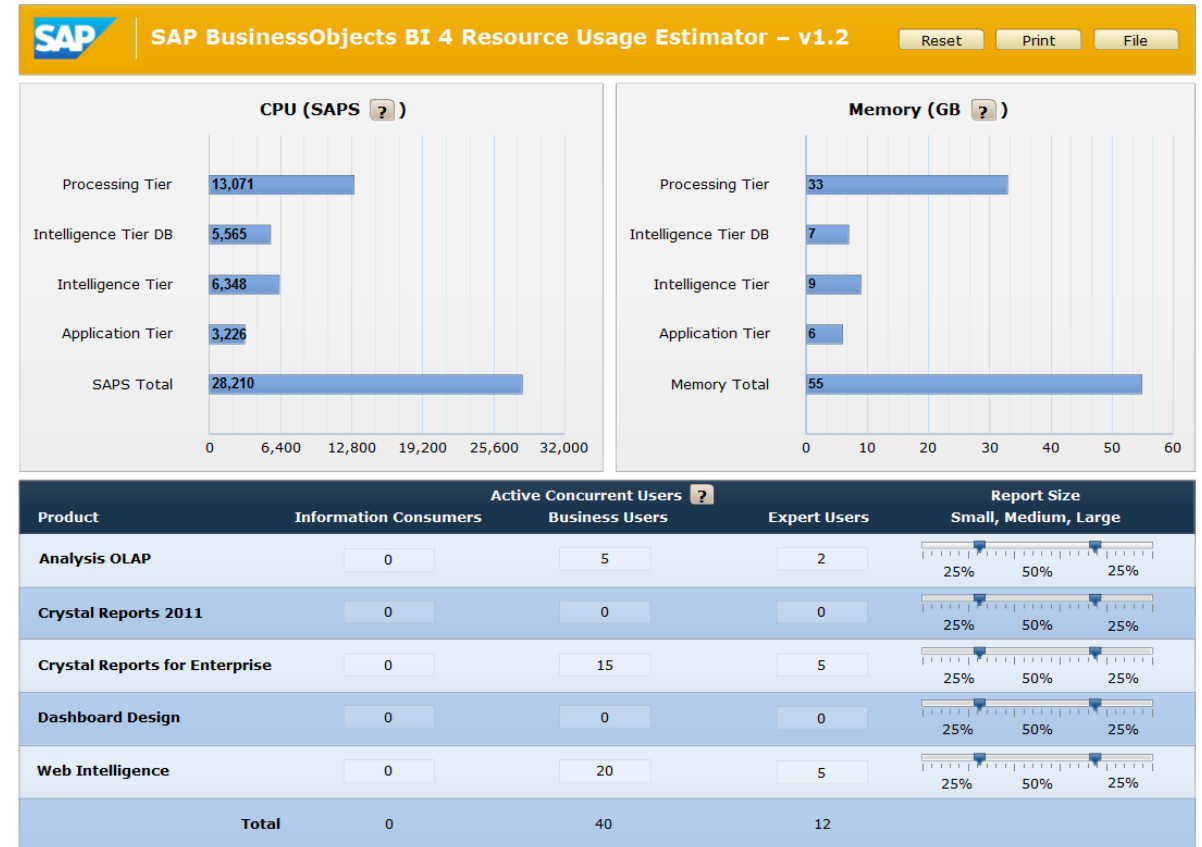 SAP SAP BusinessObjects BI 4 Resource Usage Estimator – v1.2 Reset Print File
CPU (SAPS ? )
Processing Tier 13,071
Intelligence Tier DB 5,565
Intelligence Tier 6,348
Application Tier 3,226
SAPS Total 28,210
0 6,400 12,800 19,200 25,600 32,000
Memory (GB ? )
Processing Tier 33
Intelligence Tier DB 7
Intelligence Tier 9
Application Tier 6
Memory Total 55
0 10 20 30 40 50 60
Active Concurrent Users ? Report Size
Product Information Consumers Business Users Expert Users Small, Medium, Large
Analysis OLAP 0 5 2
25% 50% 25%
Crystal Reports 2011 0 0 0
25% 50% 25%
Crystal Reports for Enterprise 0 15 5
25% 50% 25%
Dashboard Design 0 0 0
25% 50% 25%
Web Intelligence 0 20 5
25% 50% 25%
Total 0 40 12